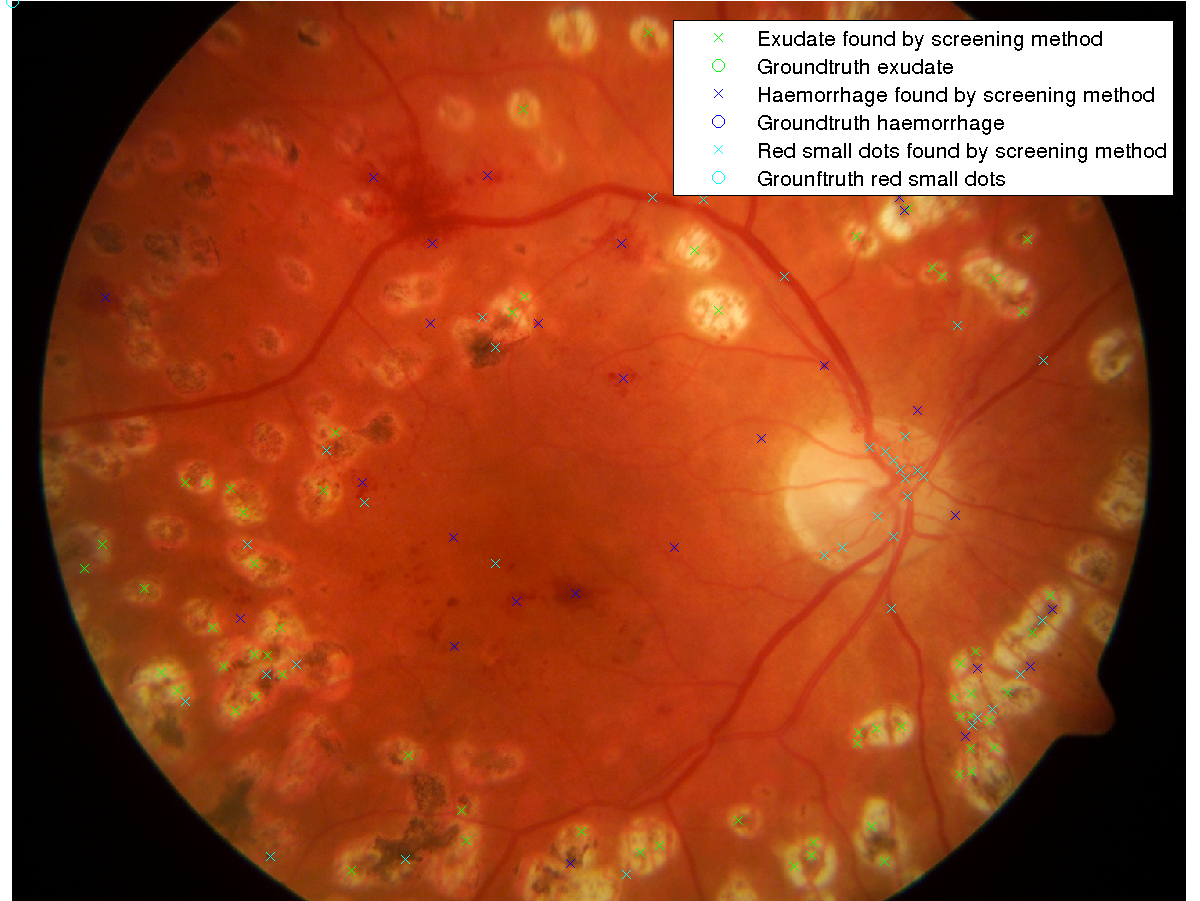 Exudate found by screening method
Groundtruth exudate
Haemorrhage found by screening method
Groundtruth haemorrhage
Red small dots found by screening method
Grounftruth red small dots